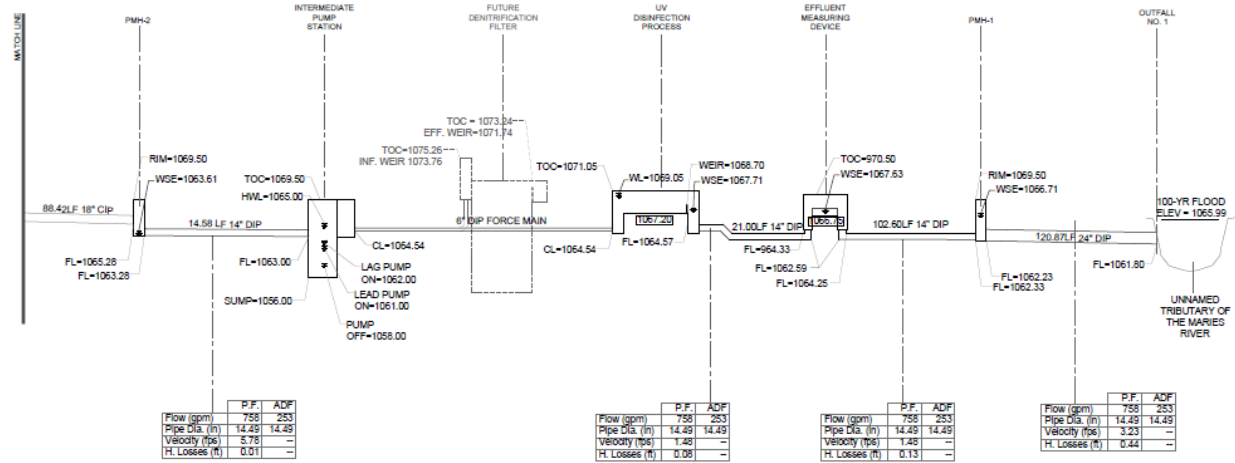 MATCH LINE
PMH-2
INTERMEDIATE
PUMP
STATION
FUTURE
DENITRIFICATION
FILTER
UV
DISINFECTION
PROCESS
EFFLUENT
MEASURING
DEVICE
PMH-1
OUTFALL
NO. 1
TOC = 1073.24
EFF. WEIR=1071.74
TOC=1075.26
INF. WEIR 1073.76
RIM=1069.50
WSE=1063.61
TOC=1069.50
HWL=1065.00
TOC=1071.05
WL=1069.05
WEIR=1068.70
WSE=1067.71
TOC=970.50
WSE=1067.63
RIM=1069.50
WSE=1066.71
100-YR FLOOD
ELEV = 1065.99
88.42LF 18" CIP
14.58 LF 14" DIP
6" DIP FORCE MAIN
1067.20
21.00LF 14" DIP
1066.75
102.60LF 14" DIP
120.87LF 24" DIP
FL=1065.28
FL=1063.28
FL=1063.00
CL=1064.54
CL=1064.54
FL=1064.57
FL=964.33
FL=1062.59
FL=1064.25
FL=1062.23
FL=1062.33
FL=1061.80
SUMP=1056.00
LAG PUMP
ON=1062.00
LEAD PUMP
ON=1061.00
PUMP
OFF=1058.00
UNNAMED
TRIBUTARY OF
THE MARIES
RIVER
P.F. ADF
Flow (gpm) 758 253
Pipe Dia. (in) 14.49 14.49
Velocity (fps) 5.78 --
H. Losses (ft) 0.01 --
P.F. ADF
Flow (gpm) 758 253
Pipe Dia. (in) 14.49 14.49
Velocity (fps) 1.48 --
H. Losses (ft) 0.08 --
P.F. ADF
Flow (gpm) 758 253
Pipe Dia. (in) 14.49 14.49
Velocity (fps) 1.48 --
H. Losses (ft) 0.13 --
P.F. ADF
Flow (gpm) 758 253
Pipe Dia. (in) 14.49 14.49
Velocity (fps) 3.23 --
H. Losses (ft) 0.44 --